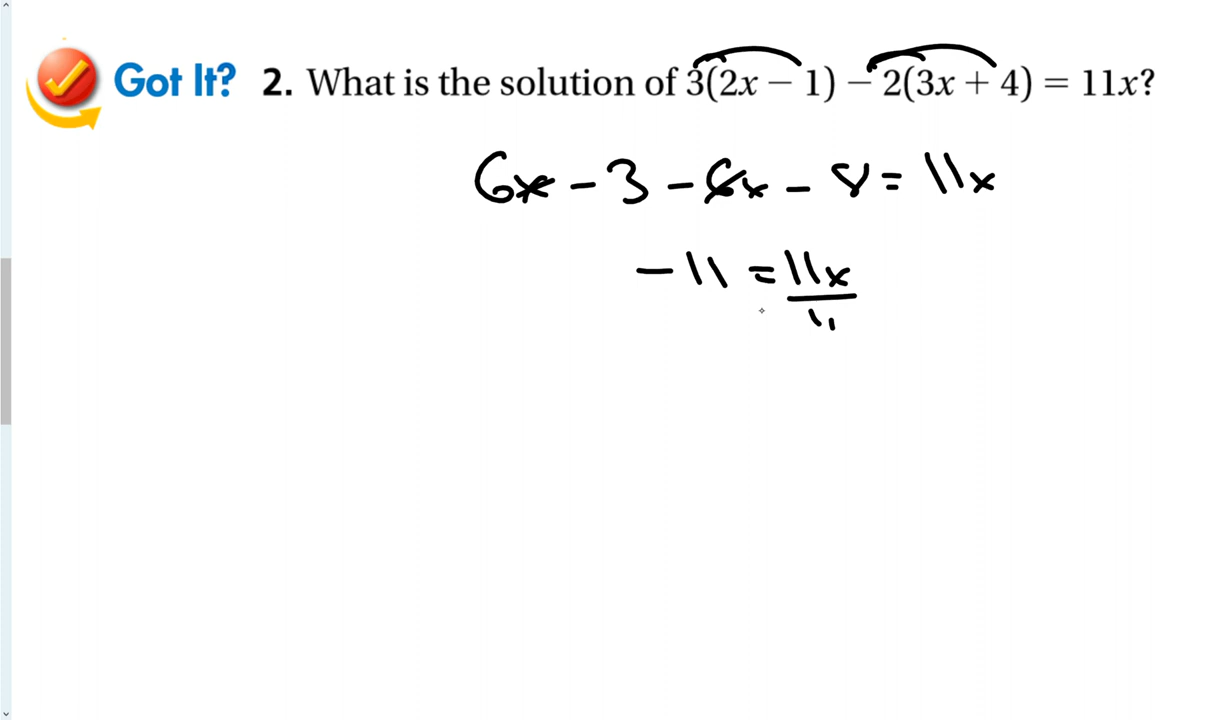 Got It? 2. What is the solution of 3(2x − 1) − 2(3x + 4) = 11x?
6x - 3 - 6x - 8 = 11x
-11 = 11x
11